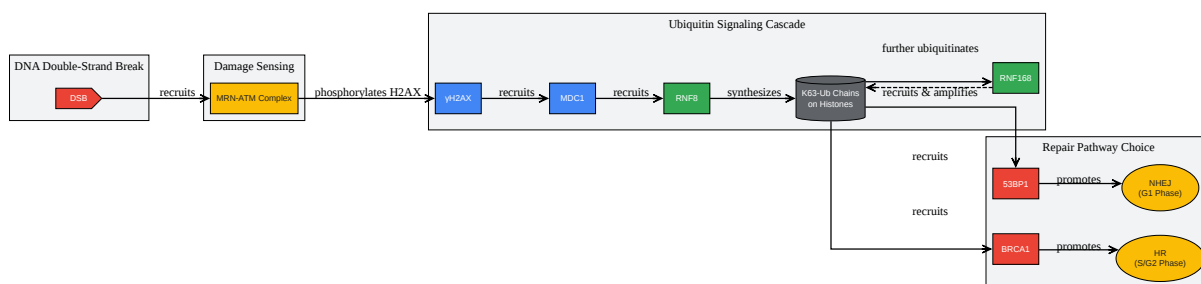 Ubiquitin Signaling Cascade
further ubiquitinates
DNA Double-Strand Break
Damage Sensing
DSB
recruits
MRN-ATM Complex
phosphorylates H2AX
γH2AX
recruits
MDC1
recruits
RNF8
synthesizes
K63-Ub Chains
on Histones
recruits & amplifies
RNF168
Repair Pathway Choice
recruits
53BP1
promotes
NHEJ
(G1 Phase)
recruits
BRCA1
promotes
HR
(S/G2 Phase)